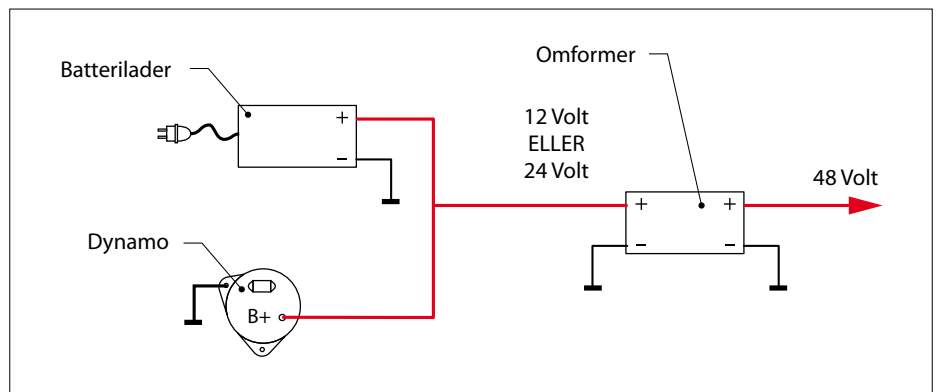 Batterilader
+
–
Dynamo
B+
12 Volt
ELLER
24 Volt
Omformer
+ +
– –
48 Volt